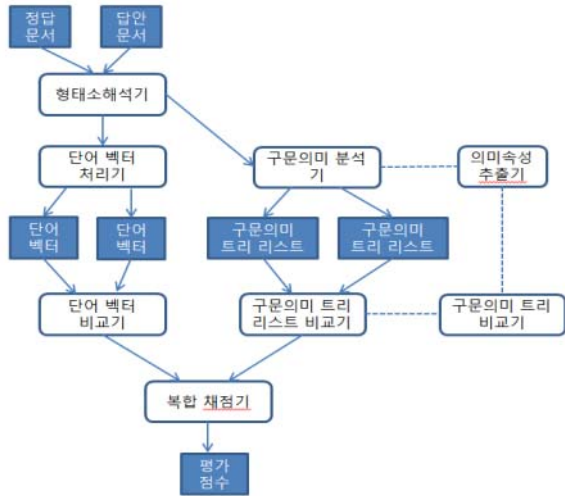 정답
문서
답안
문서
형태소해석기
단어 벡터
처리기
구문의미 분석
기
의미속성
추출기
단어
벡터
단어
벡터
구문의미
트리 리스트
구문의미
트리 리스트
단어 벡터
비교기
구문의미 트리
리스트 비교기
구문의미 트리
비교기
복합 채점기
평가
점수